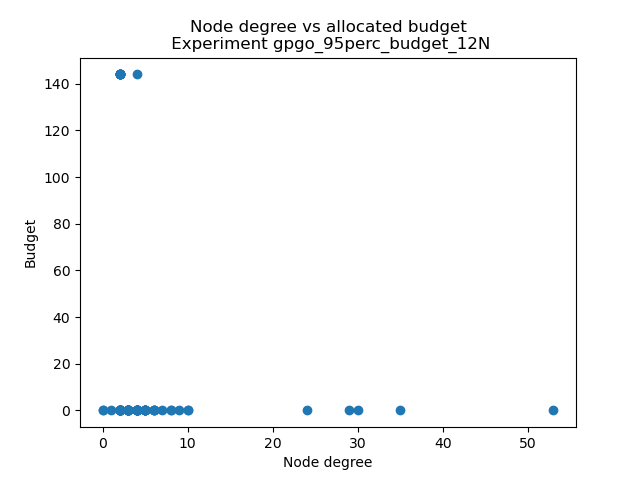 Node degree vs allocated budget
Experiment gpgo_95perc_budget_12N
140
120
100
80
60
40
20
0
Budget
0 10 20 30 40 50
Node degree